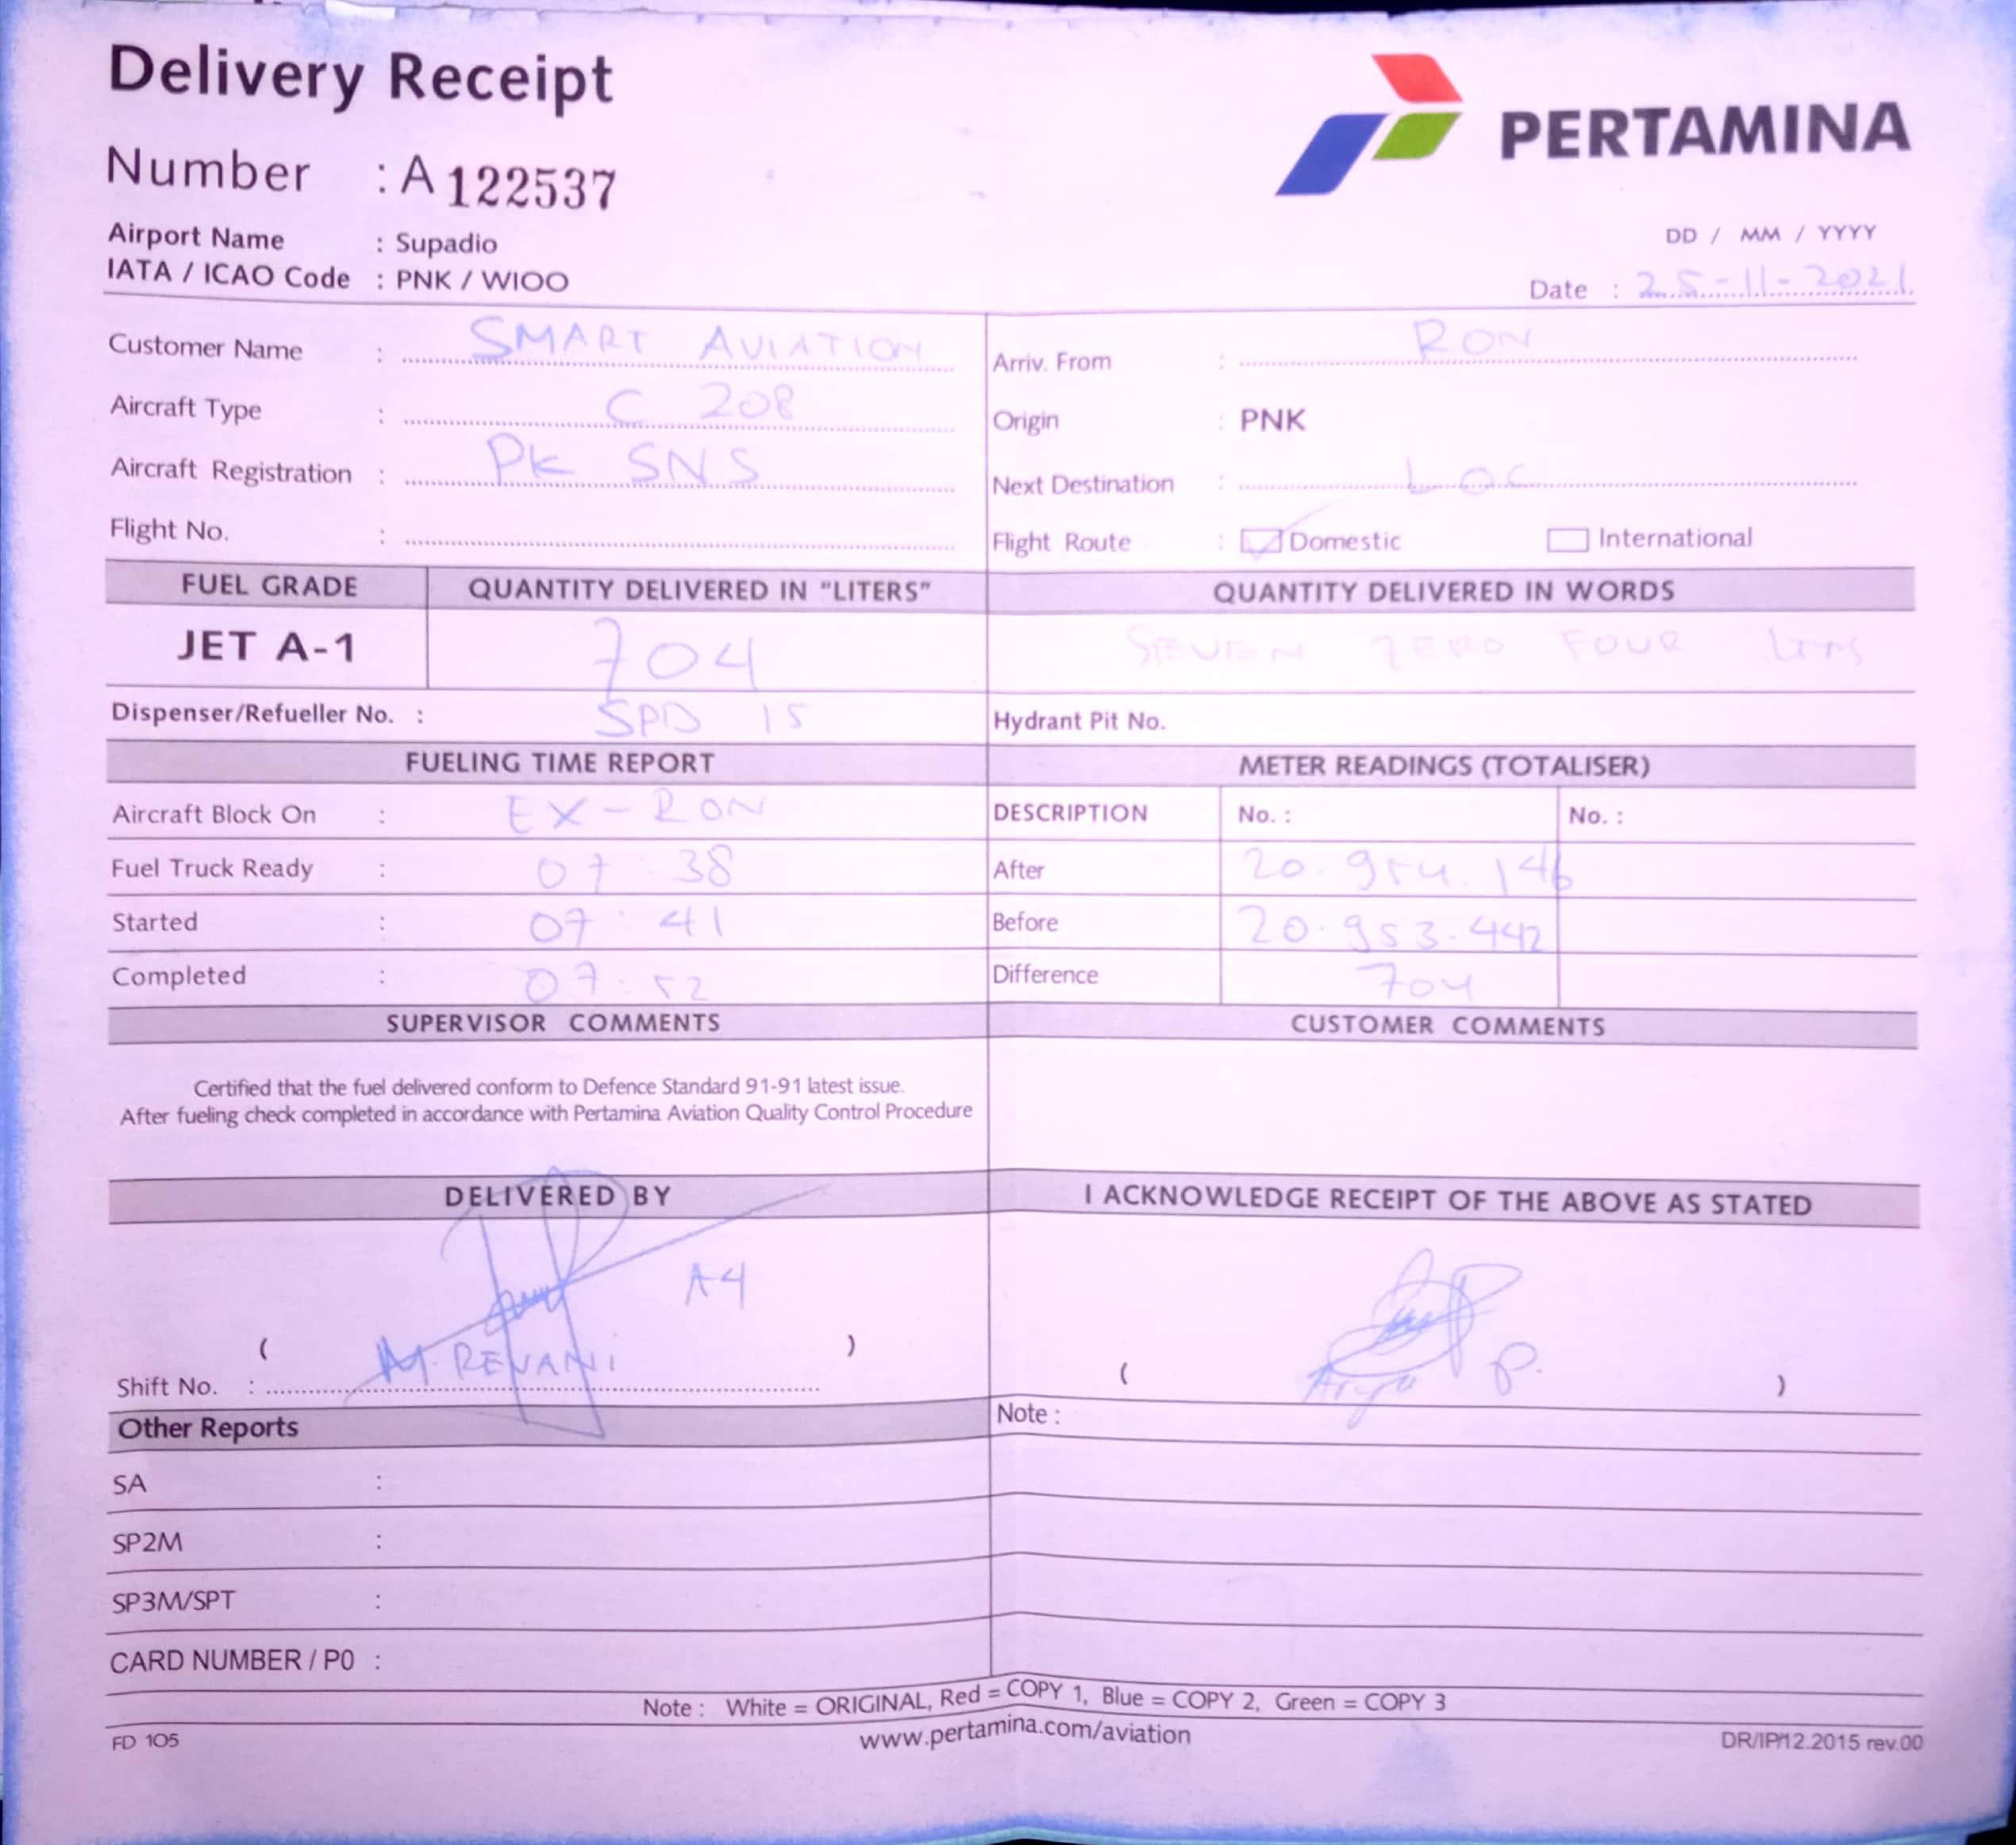 Delivery Receipt
PERTAMINA
Number : A 122537
Airport Name : Supadio
IATA / ICAO Code : PNK / WIOO
DD / MM / YYYY
Date : 25-11-2021
Customer Name : SMART AVIATION
Arriv. From : RON
Aircraft Type : C 208
Origin : PNK
Aircraft Registration : PK SNS
Next Destination : LOC
Flight No. :
Flight Route : Domestic International
FUEL GRADE QUANTITY DELIVERED IN "LITERS" QUANTITY DELIVERED IN WORDS
JET A-1 704 SEVEN ZERO FOUR LTRS
Dispenser/Refueller No. : SPD 15 Hydrant Pit No.
FUELING TIME REPORT METER READINGS (TOTALISER)
Aircraft Block On : EX-RON DESCRIPTION No. : No. :
Fuel Truck Ready : 07:38 After 20.954.146
Started : 07:41 Before 20.953.442
Completed : 07:52 Difference 704
SUPERVISOR COMMENTS CUSTOMER COMMENTS
Certified that the fuel delivered conform to Defence Standard 91-91 latest issue.
After fueling check completed in accordance with Pertamina Aviation Quality Control Procedure
DELIVERED BY I ACKNOWLEDGE RECEIPT OF THE ABOVE AS STATED
A4
( M. REVANI ) ( Arya P. )
Shift No. :
Other Reports Note :
SA :
SP2M :
SP3M/SPT :
CARD NUMBER / P0 :
Note : White = ORIGINAL, Red = COPY 1, Blue = COPY 2, Green = COPY 3
FD 105 www.pertamina.com/aviation DR/IP/12.2015 rev.00